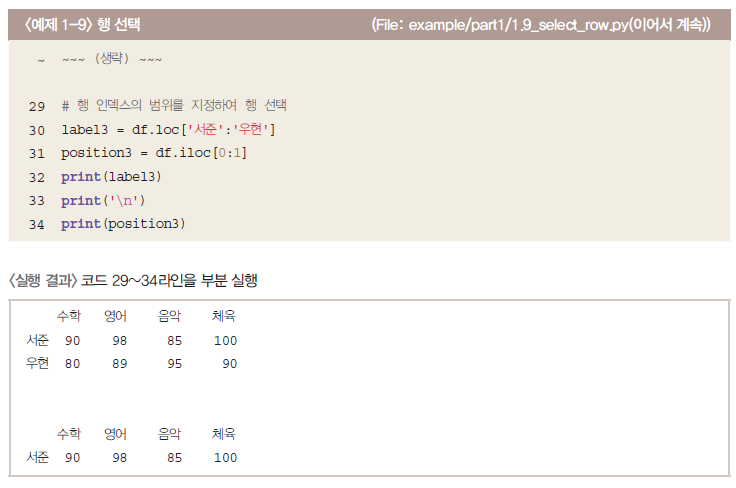 <예제 1-9> 행 선택 (File: example/part1/1.9_select_row.py(이어서 계속))
~ ~~~ (생략) ~~~
29 # 행 인덱스의 범위를 지정하여 행 선택
30 label3 = df.loc['서준':'우현']
31 position3 = df.iloc[0:1]
32 print(label3)
33 print('\n')
34 print(position3)
<실행 결과> 코드 29~34라인을 부분 실행
수학 영어 음악 체육
서준 90 98 85 100
우현 80 89 95 90
수학 영어 음악 체육
서준 90 98 85 100